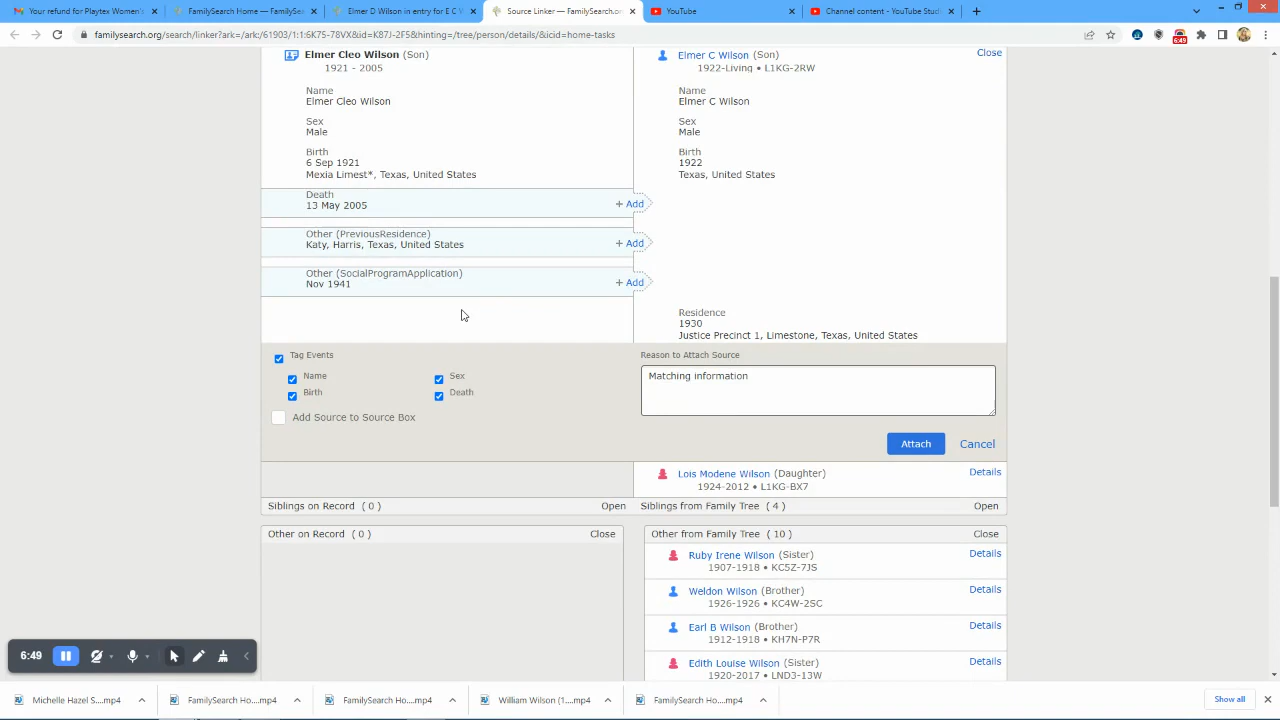 Your refund for Playtex Women's
FamilySearch Home — FamilySea
Elmer D Wilson in entry for E C V
Source Linker — FamilySearch.o
YouTube
Channel content - YouTube Studi
familysearch.org/search/linker?ark=/ark:/61903/1:1:6K75-78VX&id=K87J-2F5&hinting=/tree/person/details/&icid=home-tasks
6:49
Elmer Cleo Wilson (Son)
1921 - 2005
Elmer C Wilson (Son)
1922-Living • L1KG-2RW
Close
Name
Elmer Cleo Wilson
Name
Elmer C Wilson
Sex
Male
Sex
Male
Birth
6 Sep 1921
Mexia Limest*, Texas, United States
Birth
1922
Texas, United States
Death
13 May 2005
+ Add
Other (PreviousResidence)
Katy, Harris, Texas, United States
+ Add
Other (SocialProgramApplication)
Nov 1941
+ Add
Residence
1930
Justice Precinct 1, Limestone, Texas, United States
Tag Events
Name
Sex
Birth
Death
Add Source to Source Box
Reason to Attach Source
Matching information
Attach
Cancel
Lois Modene Wilson (Daughter)
1924-2012 • L1KG-BX7
Details
Siblings on Record ( 0 )
Open
Siblings from Family Tree ( 4 )
Open
Other on Record ( 0 )
Close
Other from Family Tree ( 10 )
Close
Ruby Irene Wilson (Sister)
1907-1918 • KC5Z-7JS
Details
Weldon Wilson (Brother)
1926-1926 • KC4W-2SC
Details
Earl B Wilson (Brother)
1912-1918 • KH7N-P7R
Details
Edith Louise Wilson (Sister)
1920-2017 • LND3-13W
Details
6:49
Michelle Hazel S....mp4
FamilySearch Ho....mp4
FamilySearch Ho....mp4
William Wilson (1....mp4
FamilySearch Ho....mp4
Show all